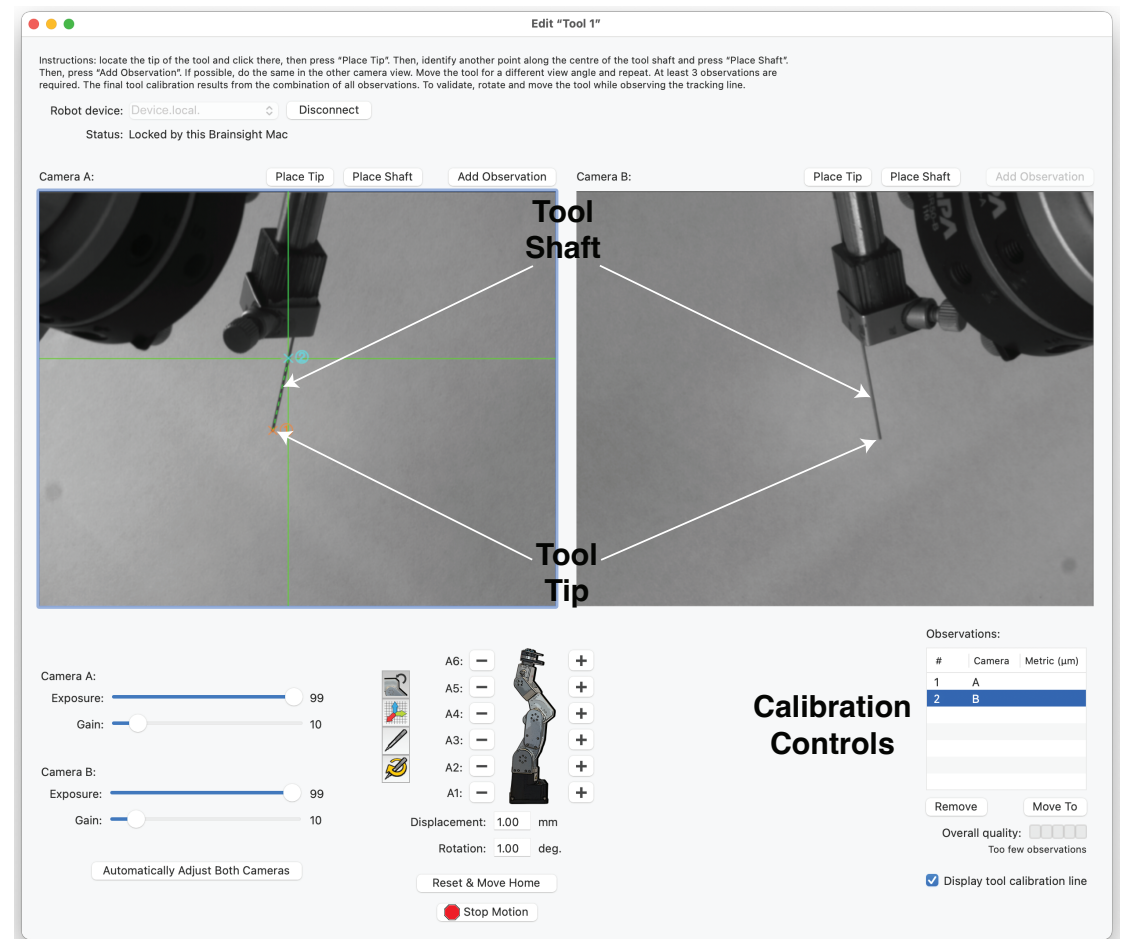 Edit “Tool 1”
Instructions: locate the tip of the tool and click there, then press “Place Tip”. Then, identify another point along the centre of the tool shaft and press “Place Shaft”.
Then, press “Add Observation”. If possible, do the same in the other camera view. Move the tool for a different view angle and repeat. At least 3 observations are
required. The final tool calibration results from the combination of all observations. To validate, rotate and move the tool while observing the tracking line.
Robot device: Device.local. Disconnect
Status: Locked by this Brainsight Mac
Camera A: Place Tip Place Shaft Add Observation
Camera B: Place Tip Place Shaft Add Observation
Tool
Shaft
2
Tool
Tip
Camera A:
Exposure: 99
Gain: 10
Camera B:
Exposure: 99
Gain: 10
Automatically Adjust Both Cameras
A6: − +
A5: − +
A4: − +
A3: − +
A2: − +
A1: − +
Displacement: 1.00 mm
Rotation: 1.00 deg.
Reset & Move Home
Stop Motion
Calibration
Controls
Observations:
# Camera Metric (μm)
1 A
2 B
Remove Move To
Overall quality:
Too few observations
Display tool calibration line